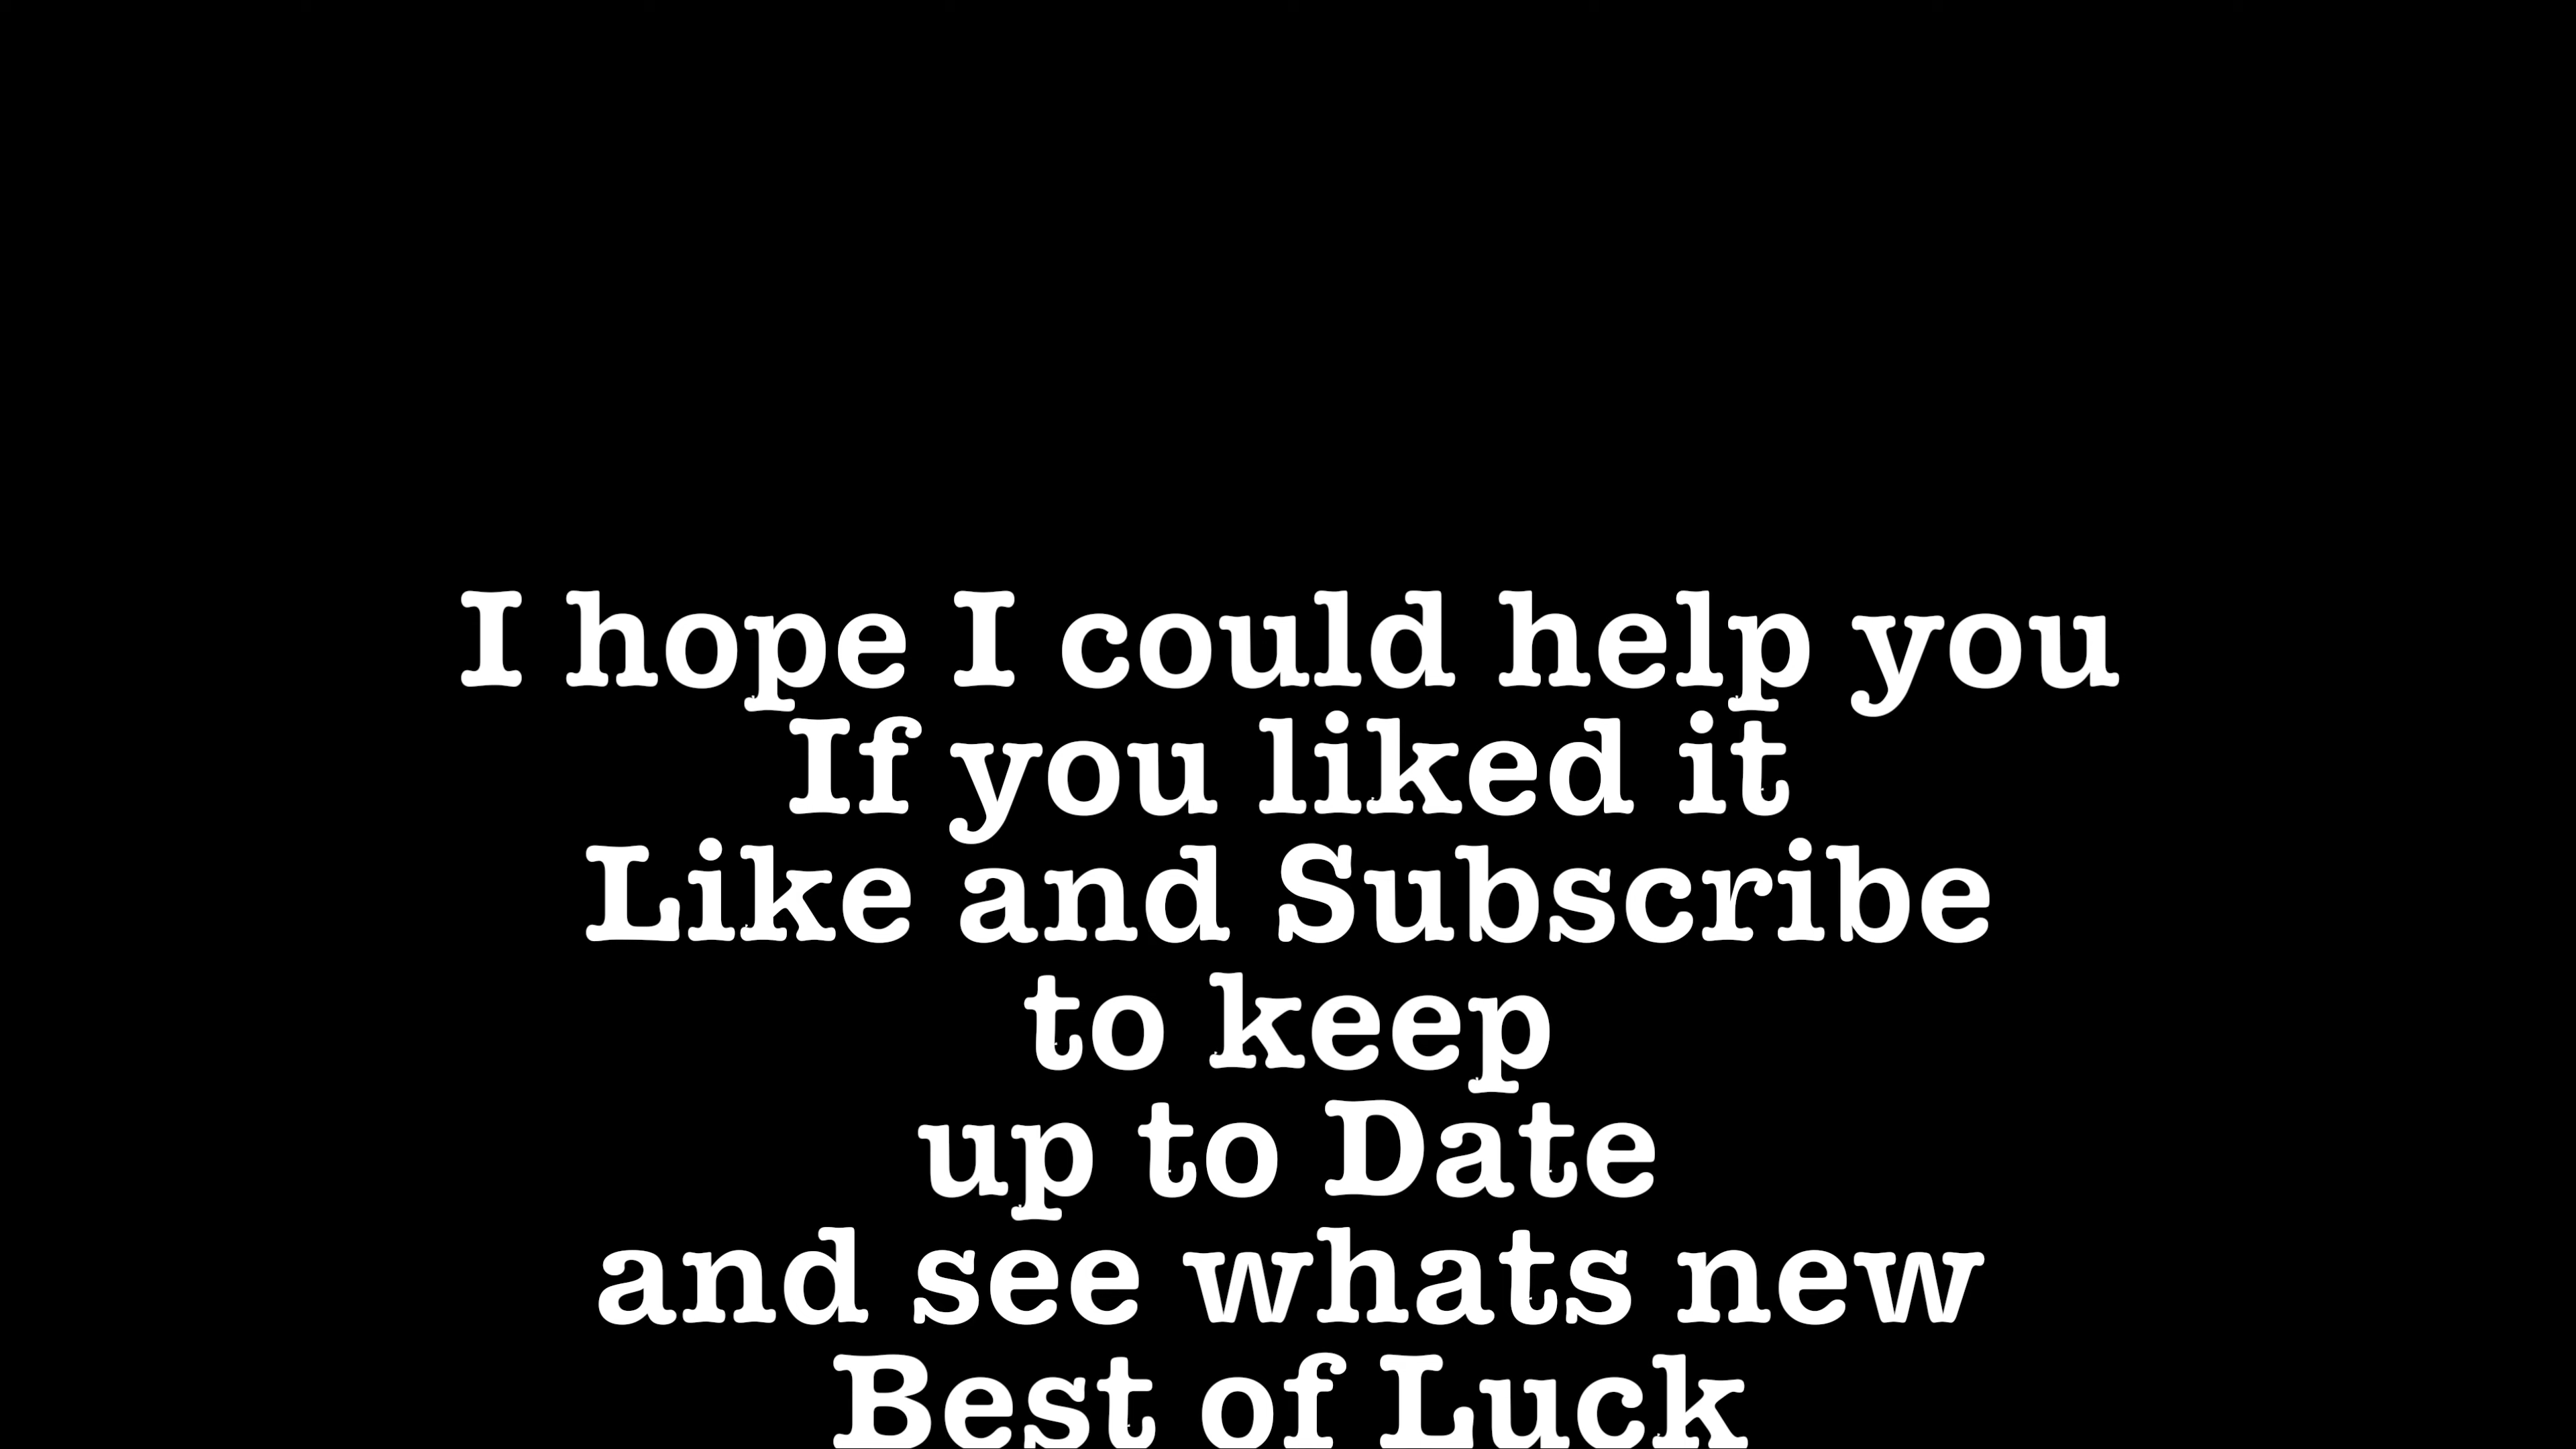 I hope I could help you
If you liked it
Like and Subscribe
to keep
up to Date
and see whats new
Best of Luck